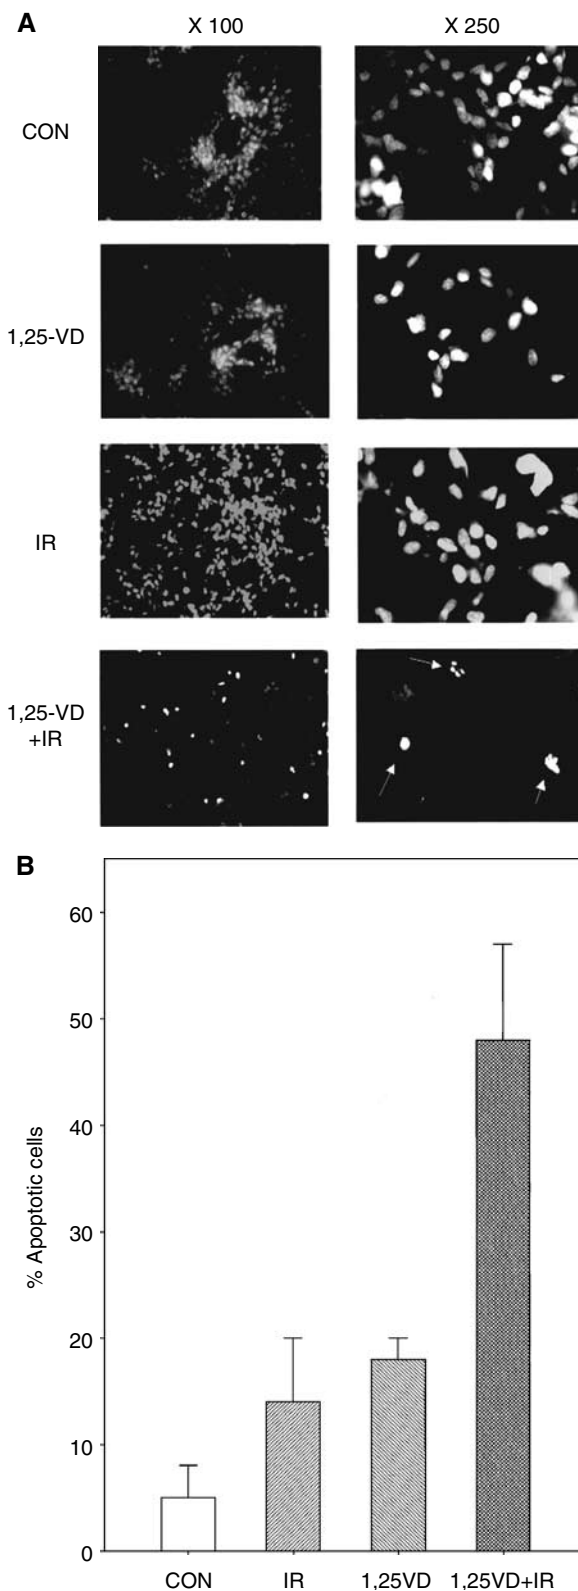 A
X 100
X 250
CON
1,25-VD
IR
1,25-VD
+IR
B
60
50
40
30
20
10
0
% Apoptotic cells
CON
IR
1,25VD
1,25VD+IR